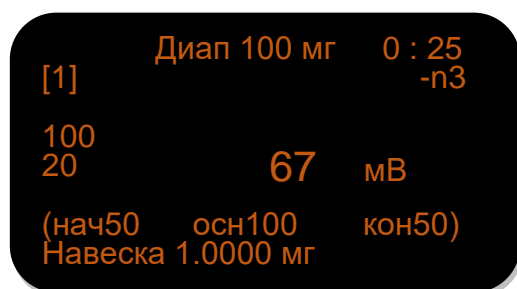 Диап 100 мг 0 : 25
[1] -n3
100
20 67 мВ
(нач50 осн100 кон50)
Навеска 1.0000 мг